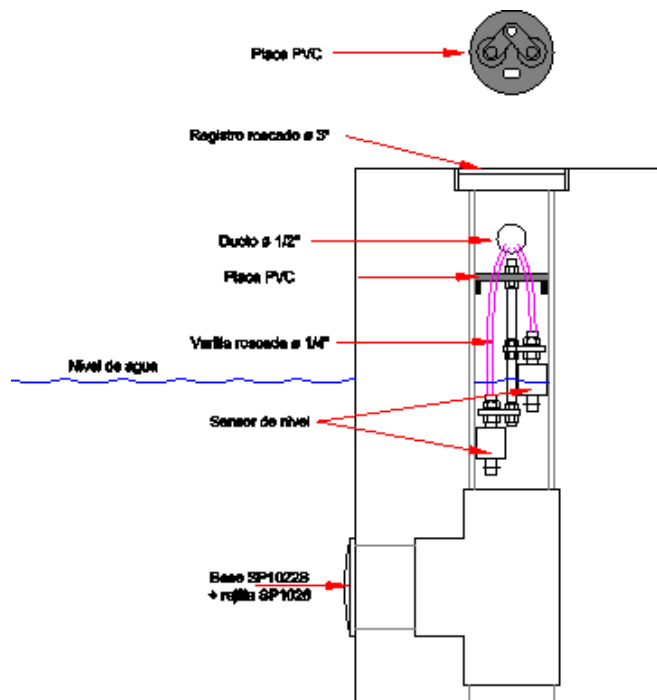 Placa PVC
Registro roscado ø 3"
Ducto ø 1/2"
Placa PVC
Varilla roscada ø 1/4"
Nivel de agua
Sensor de nivel
Base SP1022S
+ rejilla SP1026